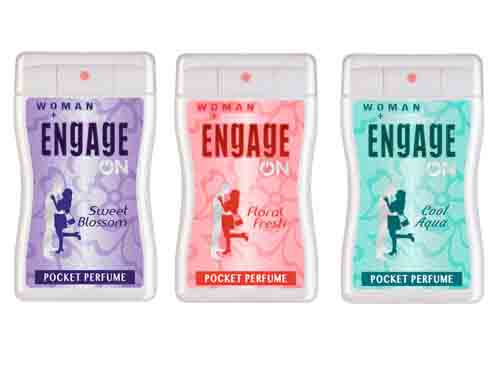 WOMAN
+
ENGAGE
ON
Sweet
Blossom
POCKET PERFUME
WOMAN
+
ENGAGE
ON
Floral
Fresh
POCKET PERFUME
WOMAN
+
ENGAGE
ON
Cool
Aqua
POCKET PERFUME